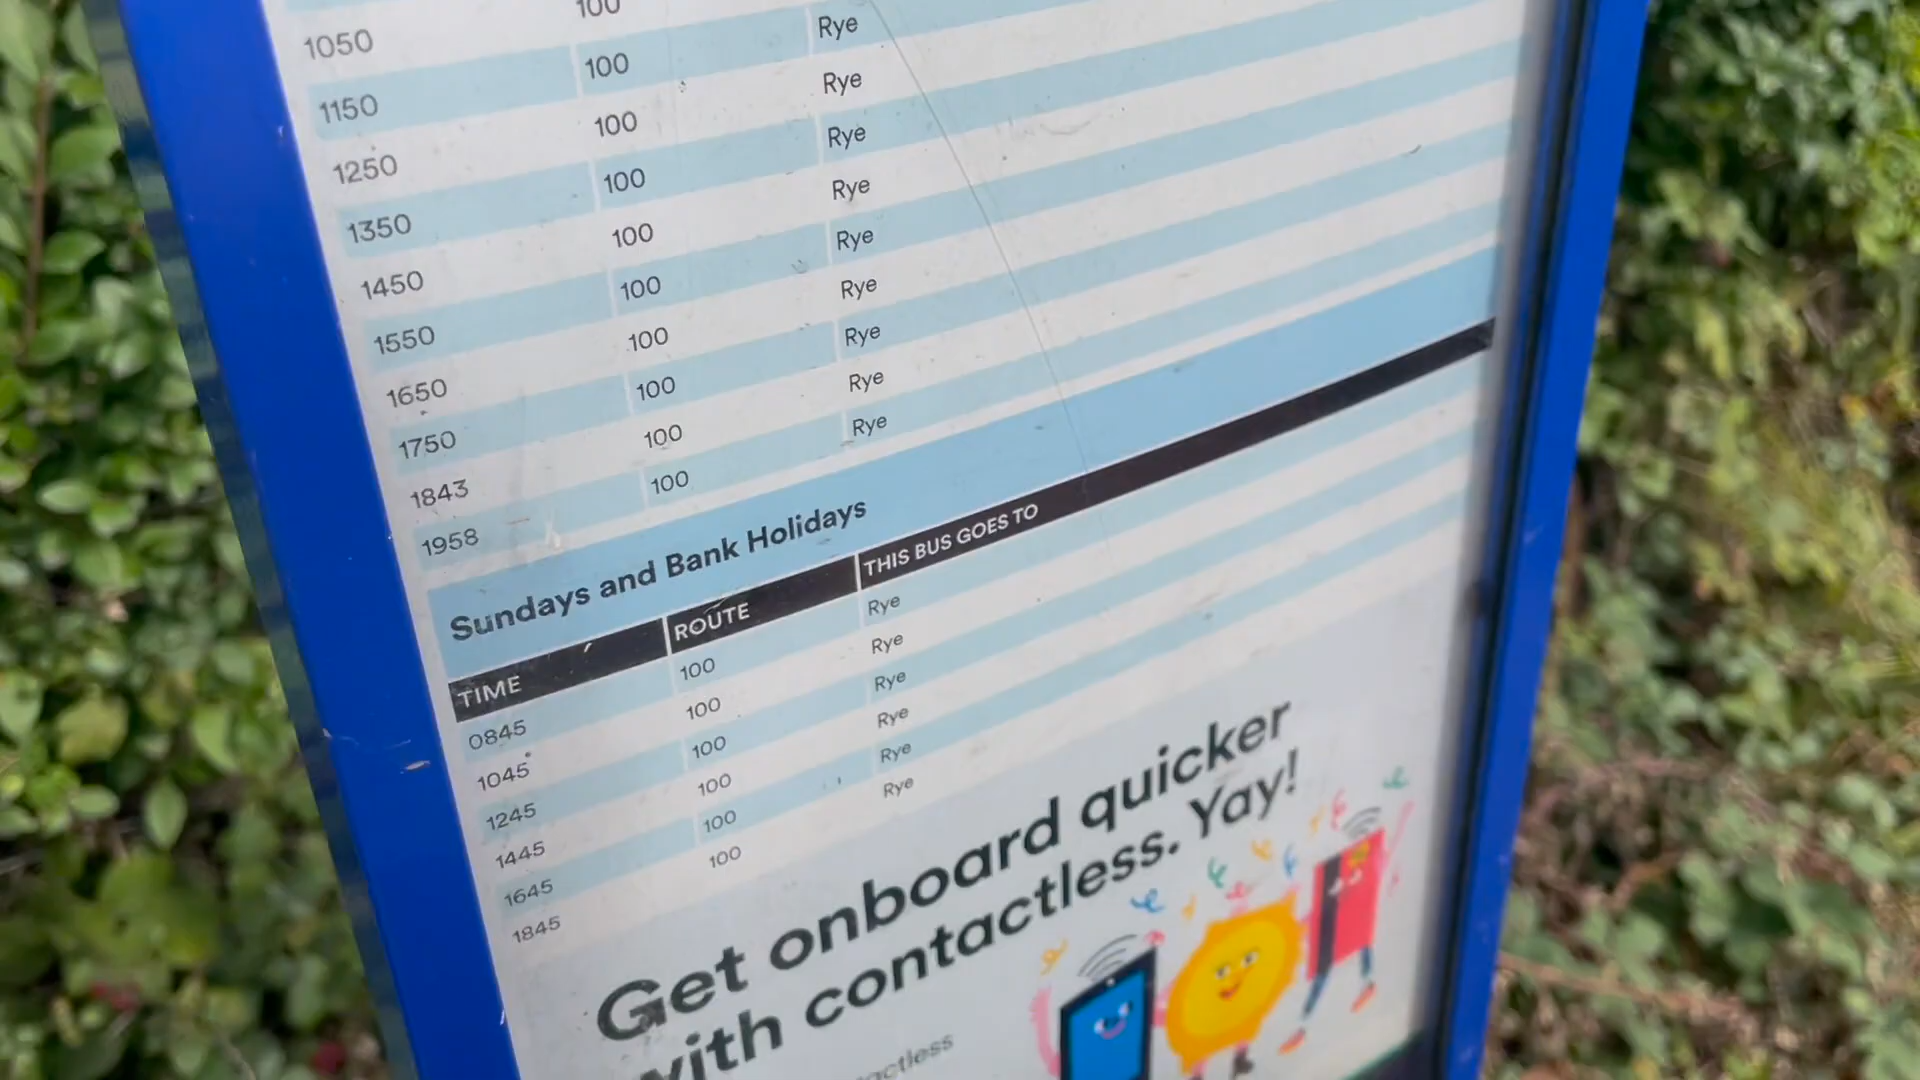 1050 100
1150 100 Rye
1250 100 Rye
1350 100 Rye
1450 100 Rye
1550 100 Rye
1650 100 Rye
1750 100 Rye
1843 100 Rye
1958 100 Rye
Sundays and Bank Holidays
TIME ROUTE THIS BUS GOES TO
0845 100 Rye
1045 100 Rye
1245 100 Rye
1445 100 Rye
1645 100 Rye
1845 100 Rye
Get onboard quicker
with contactless. Yay!